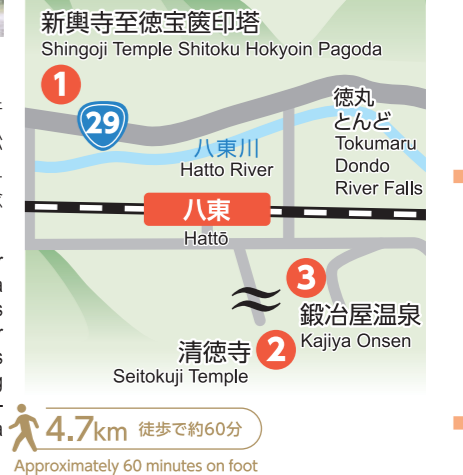 新興寺至徳宝篋印塔
Shingoji Temple Shitoku Hokyoin Pagoda
1
29
徳丸
とんど
Tokumaru
Dondo
River Falls
八東川
Hatto River
八東
Hattō
3
鍛冶屋温泉
Kajiya Onsen
清徳寺 2
Seitokuji Temple
4.7km 徒歩で約60分
Approximately 60 minutes on foot